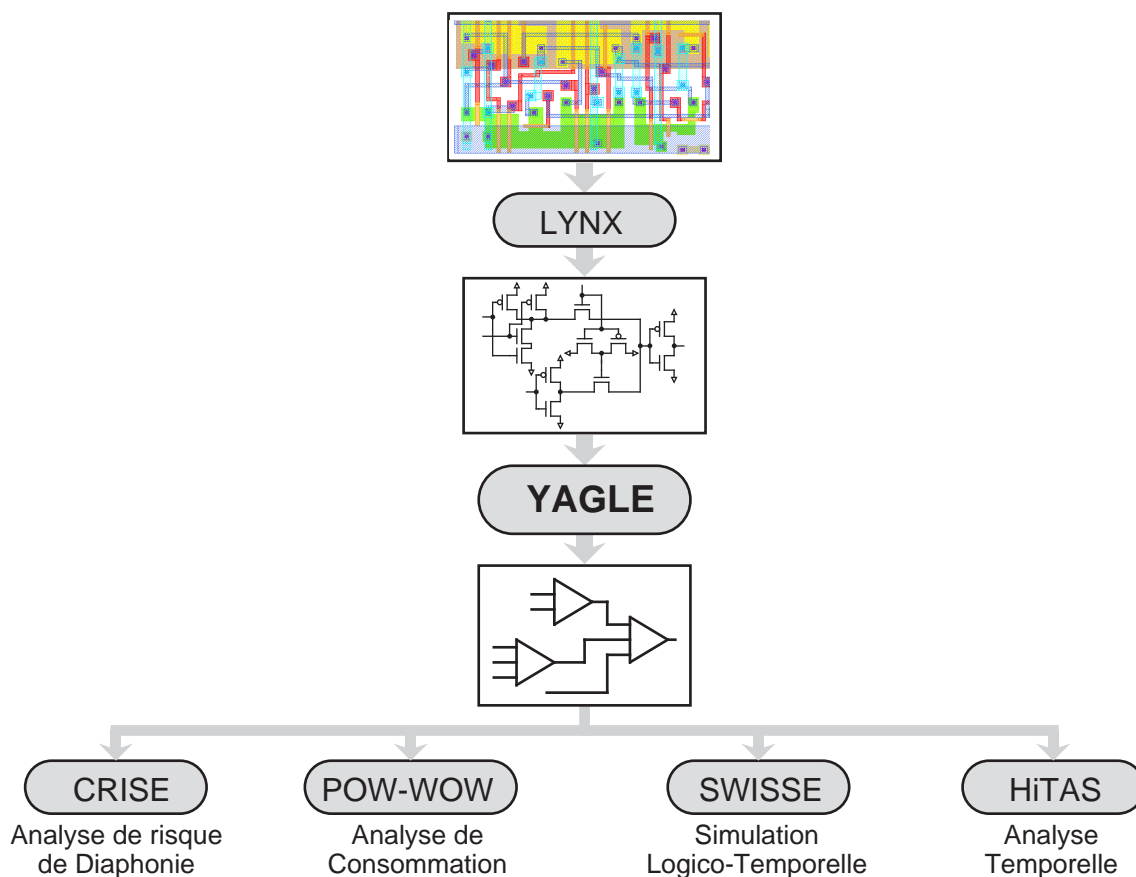 LYNX
YAGLE
CRISE
Analyse de risque
de Diaphonie
POW-WOW
Analyse de
Consommation
SWISSE
Simulation
Logico-Temporelle
HiTAS
Analyse
Temporelle